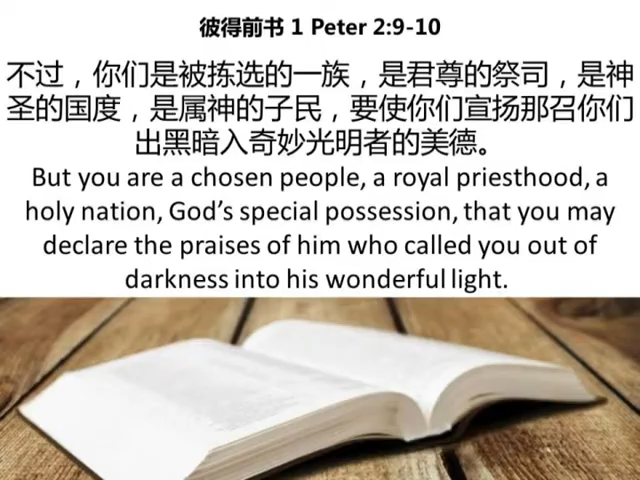 彼得前书 1 Peter 2:9-10
不过，你们是被拣选的一族，是君尊的祭司，是神
圣的国度，是属神的子民，要使你们宣扬那召你们
出黑暗入奇妙光明者的美德。
But you are a chosen people, a royal priesthood, a
holy nation, God’s special possession, that you may
declare the praises of him who called you out of
darkness into his wonderful light.